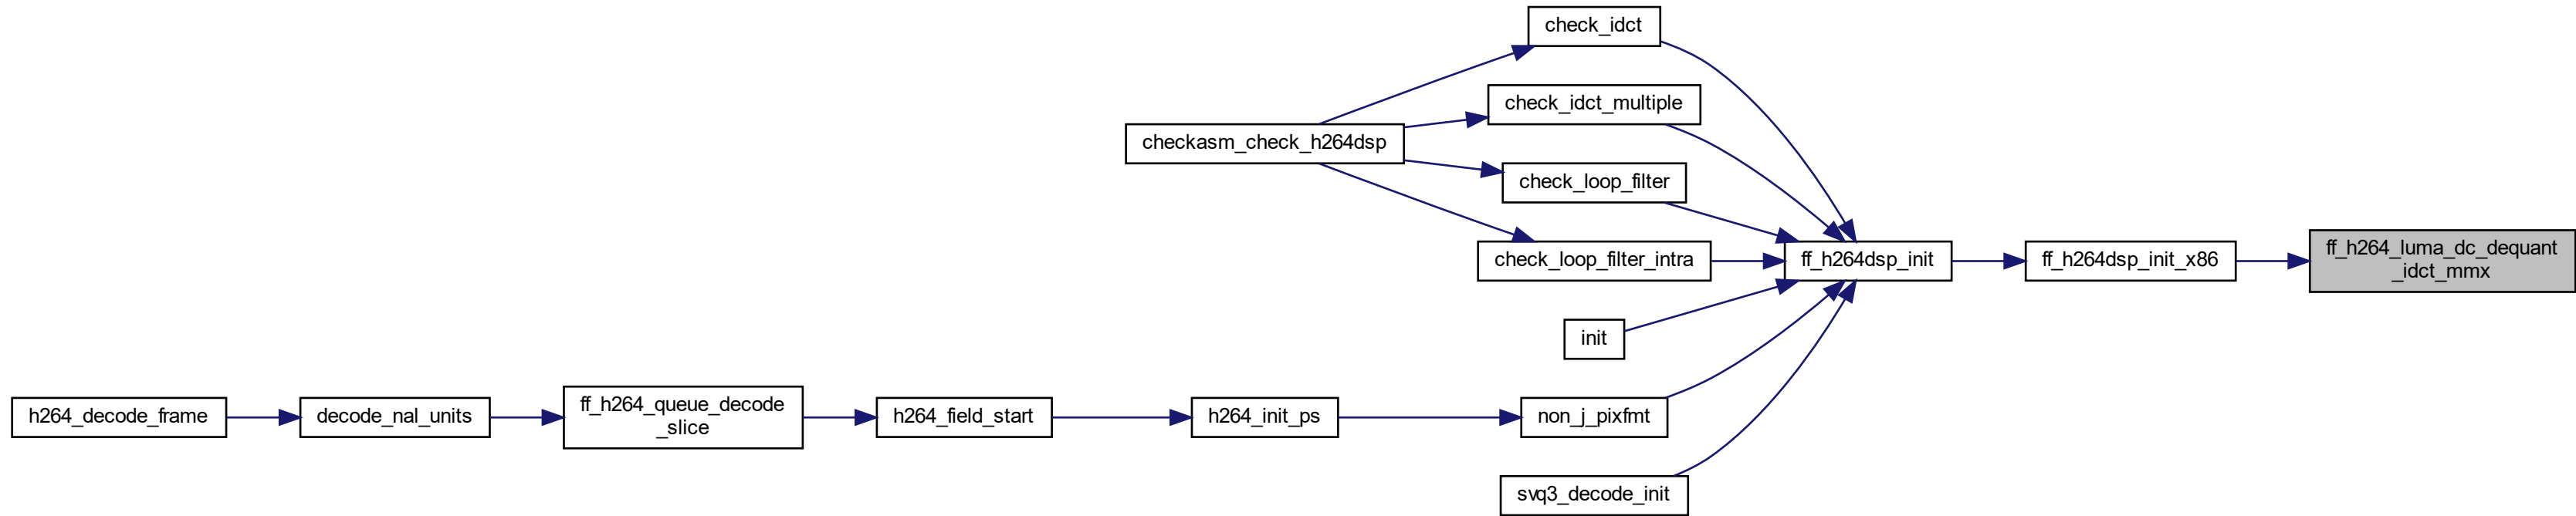 check_idct
check_idct_multiple
checkasm_check_h264dsp
check_loop_filter
check_loop_filter_intra
ff_h264dsp_init
ff_h264dsp_init_x86
ff_h264_luma_dc_dequant
_idct_mmx
init
h264_decode_frame
decode_nal_units
ff_h264_queue_decode
_slice
h264_field_start
h264_init_ps
non_j_pixfmt
svq3_decode_init